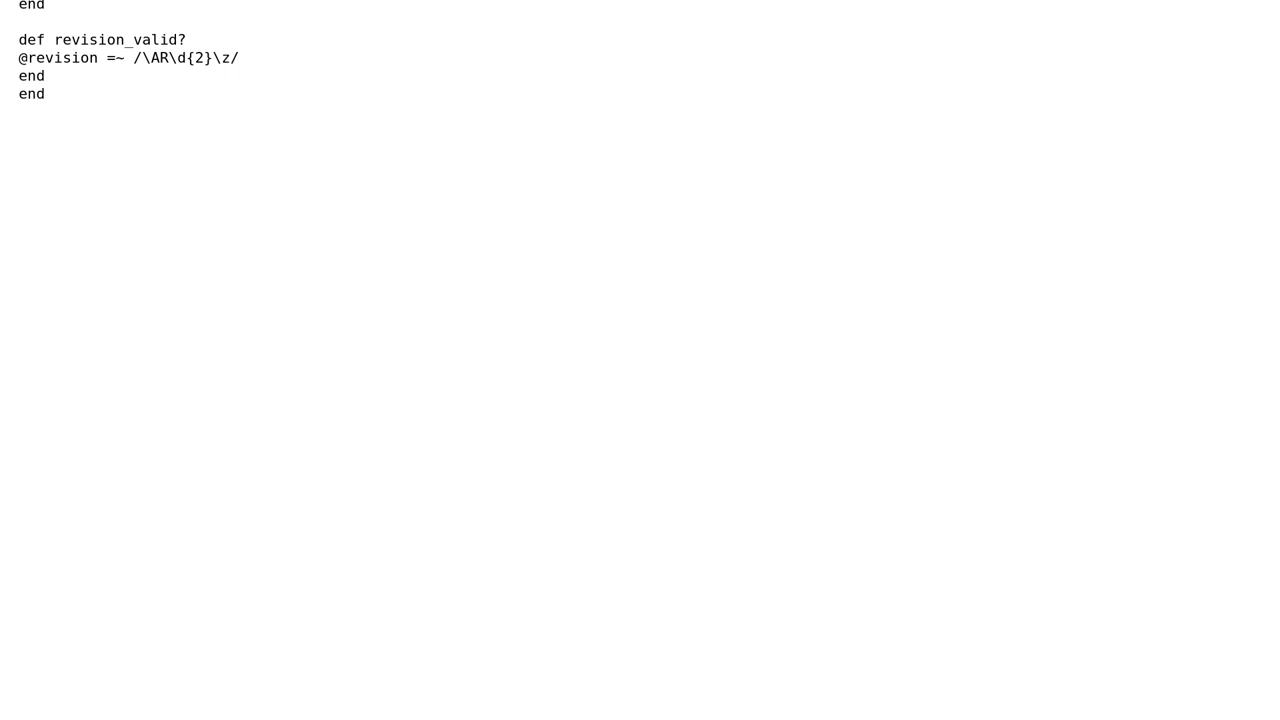 end

def revision_valid?
@revision =~ /\AR\d{2}\z/
end
end